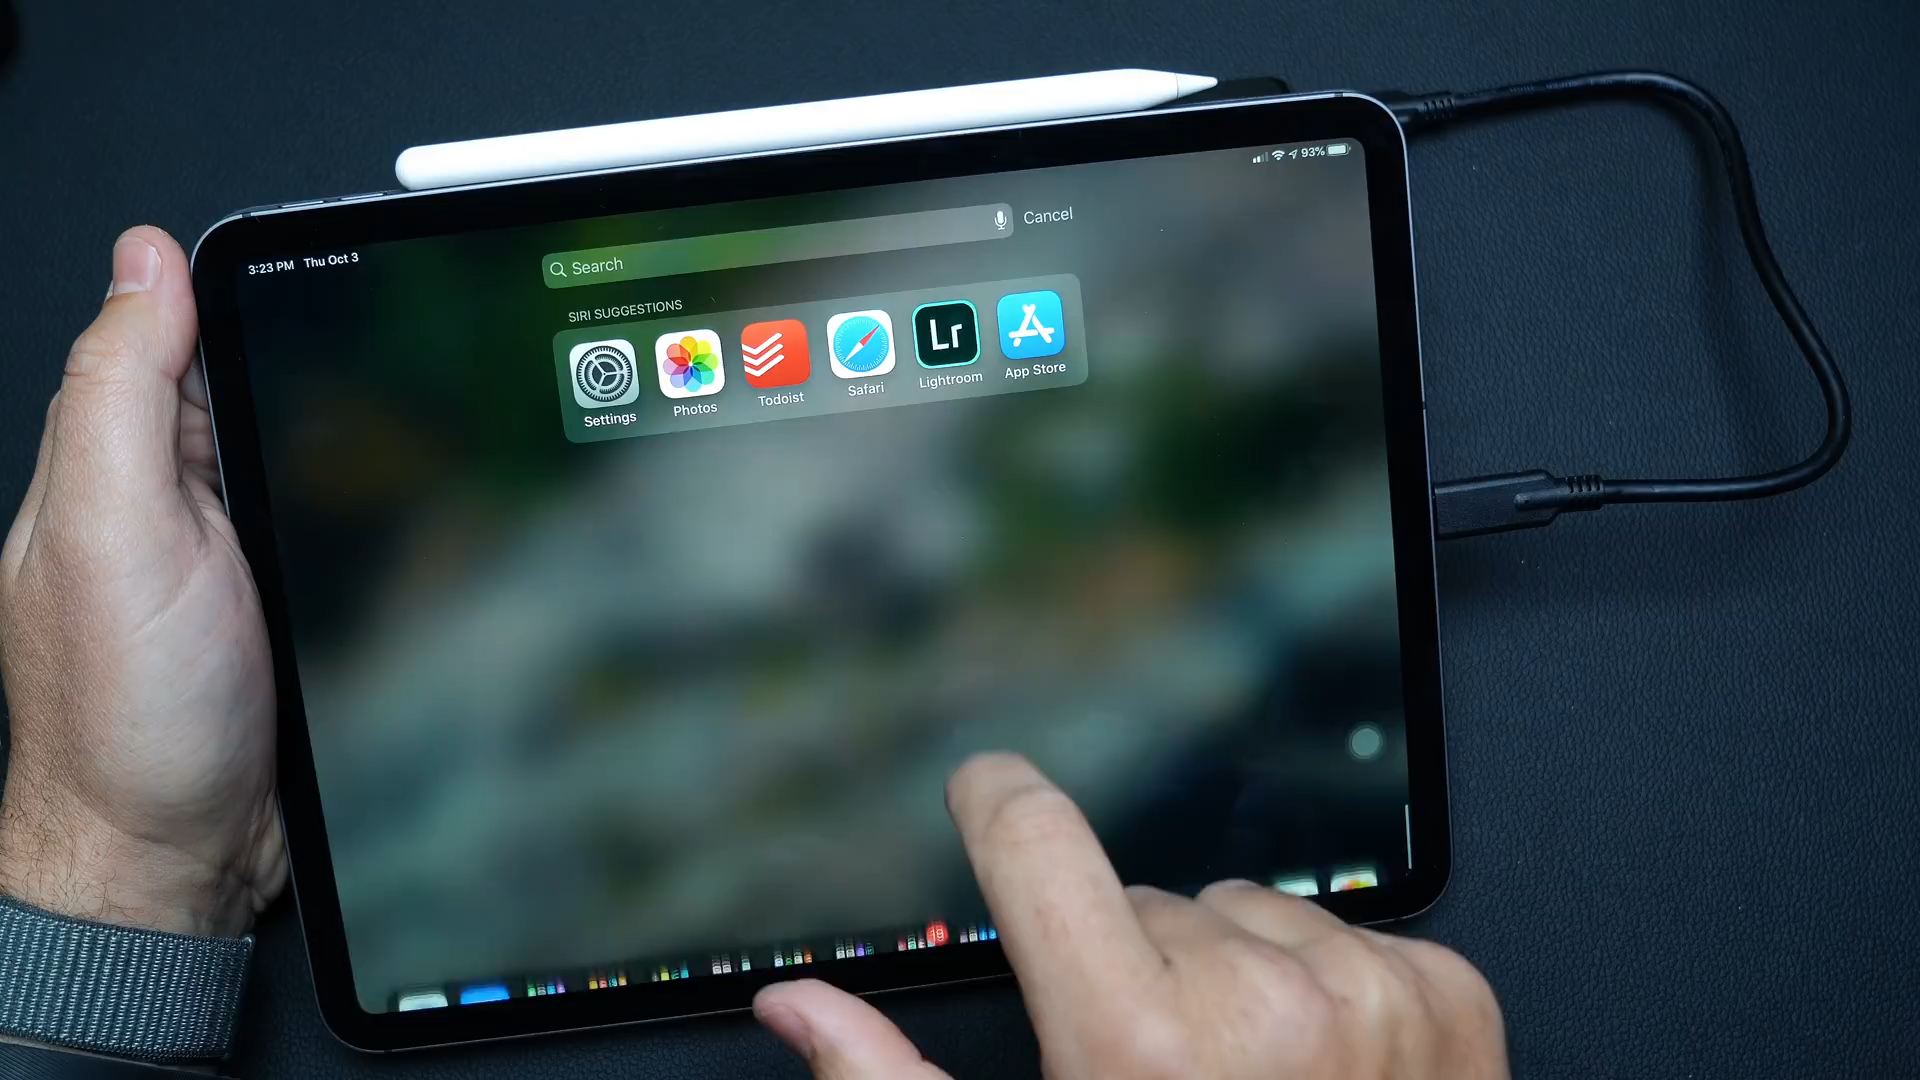 3:23 PM Thu Oct 3
93%
Search
Cancel
SIRI SUGGESTIONS
Settings
Photos
Todoist
Safari
Lr
Lightroom
App Store
19